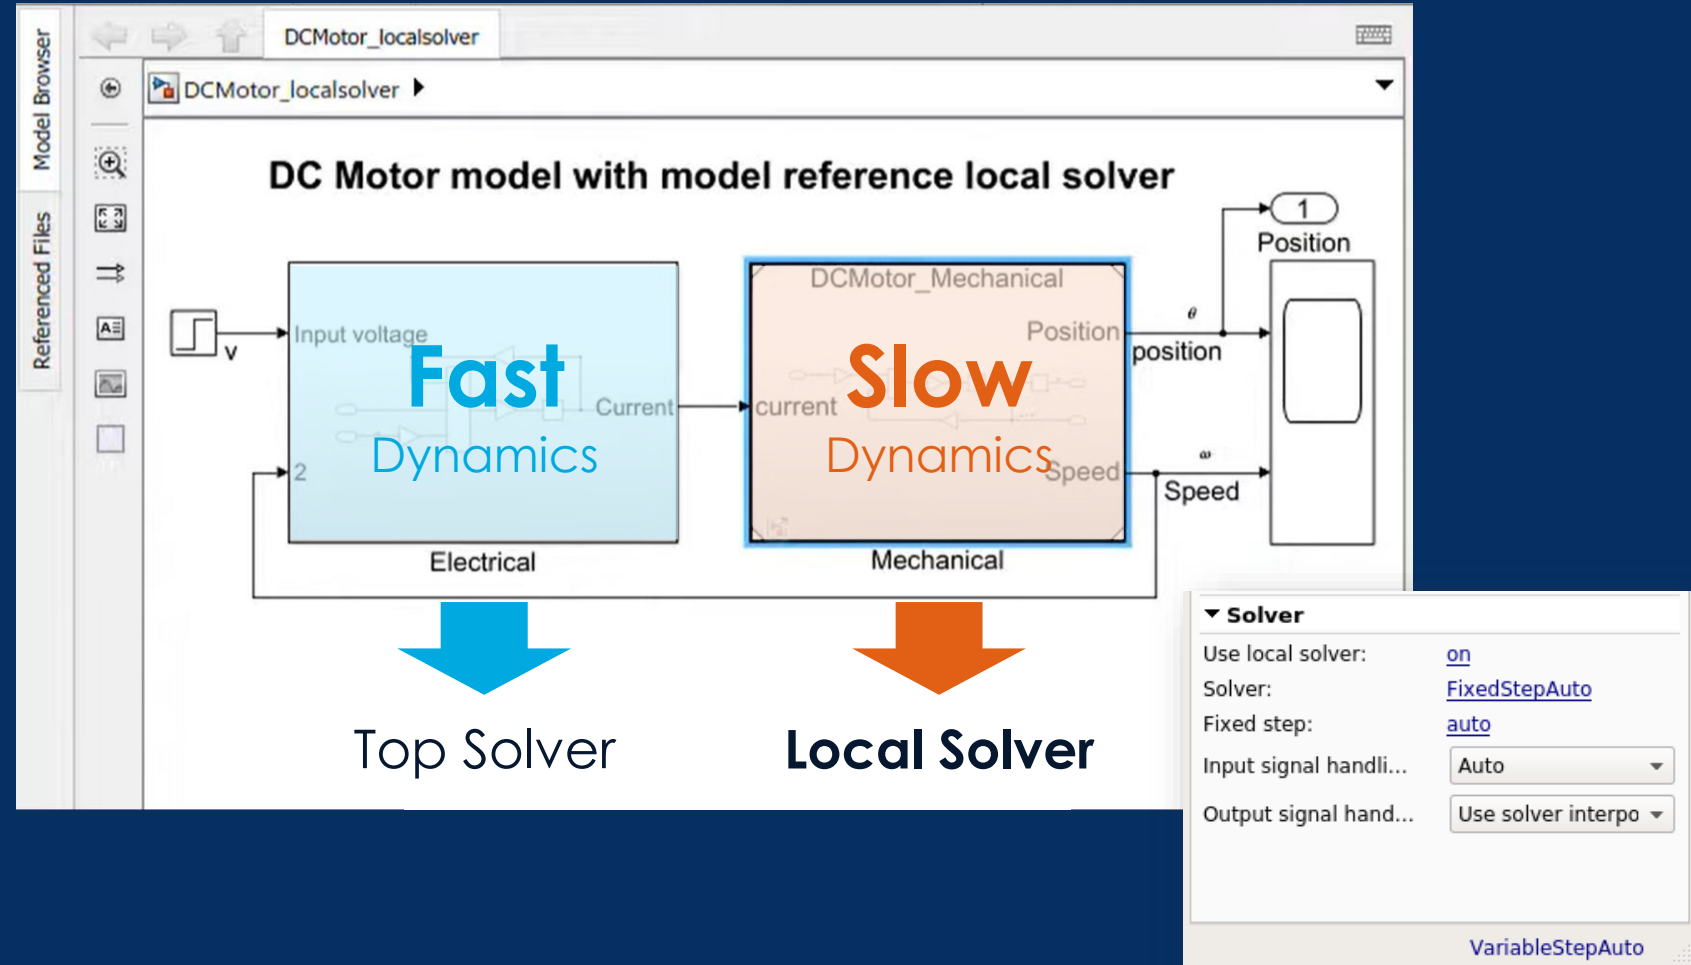 Model Browser
Referenced Files
DCMotor_localsolver
DCMotor_localsolver
DC Motor model with model reference local solver
1
Position
DCMotor_Mechanical
θ
Input voltage
Position
v
position
Fast
Slow
Current
current
Dynamics
Dynamics
ω
2
Speed
Speed
Electrical
Mechanical
Top Solver
Local Solver
Solver
Use local solver: on
Solver: FixedStepAuto
Fixed step: auto
Input signal handli... Auto
Output signal hand... Use solver interpo
VariableStepAuto